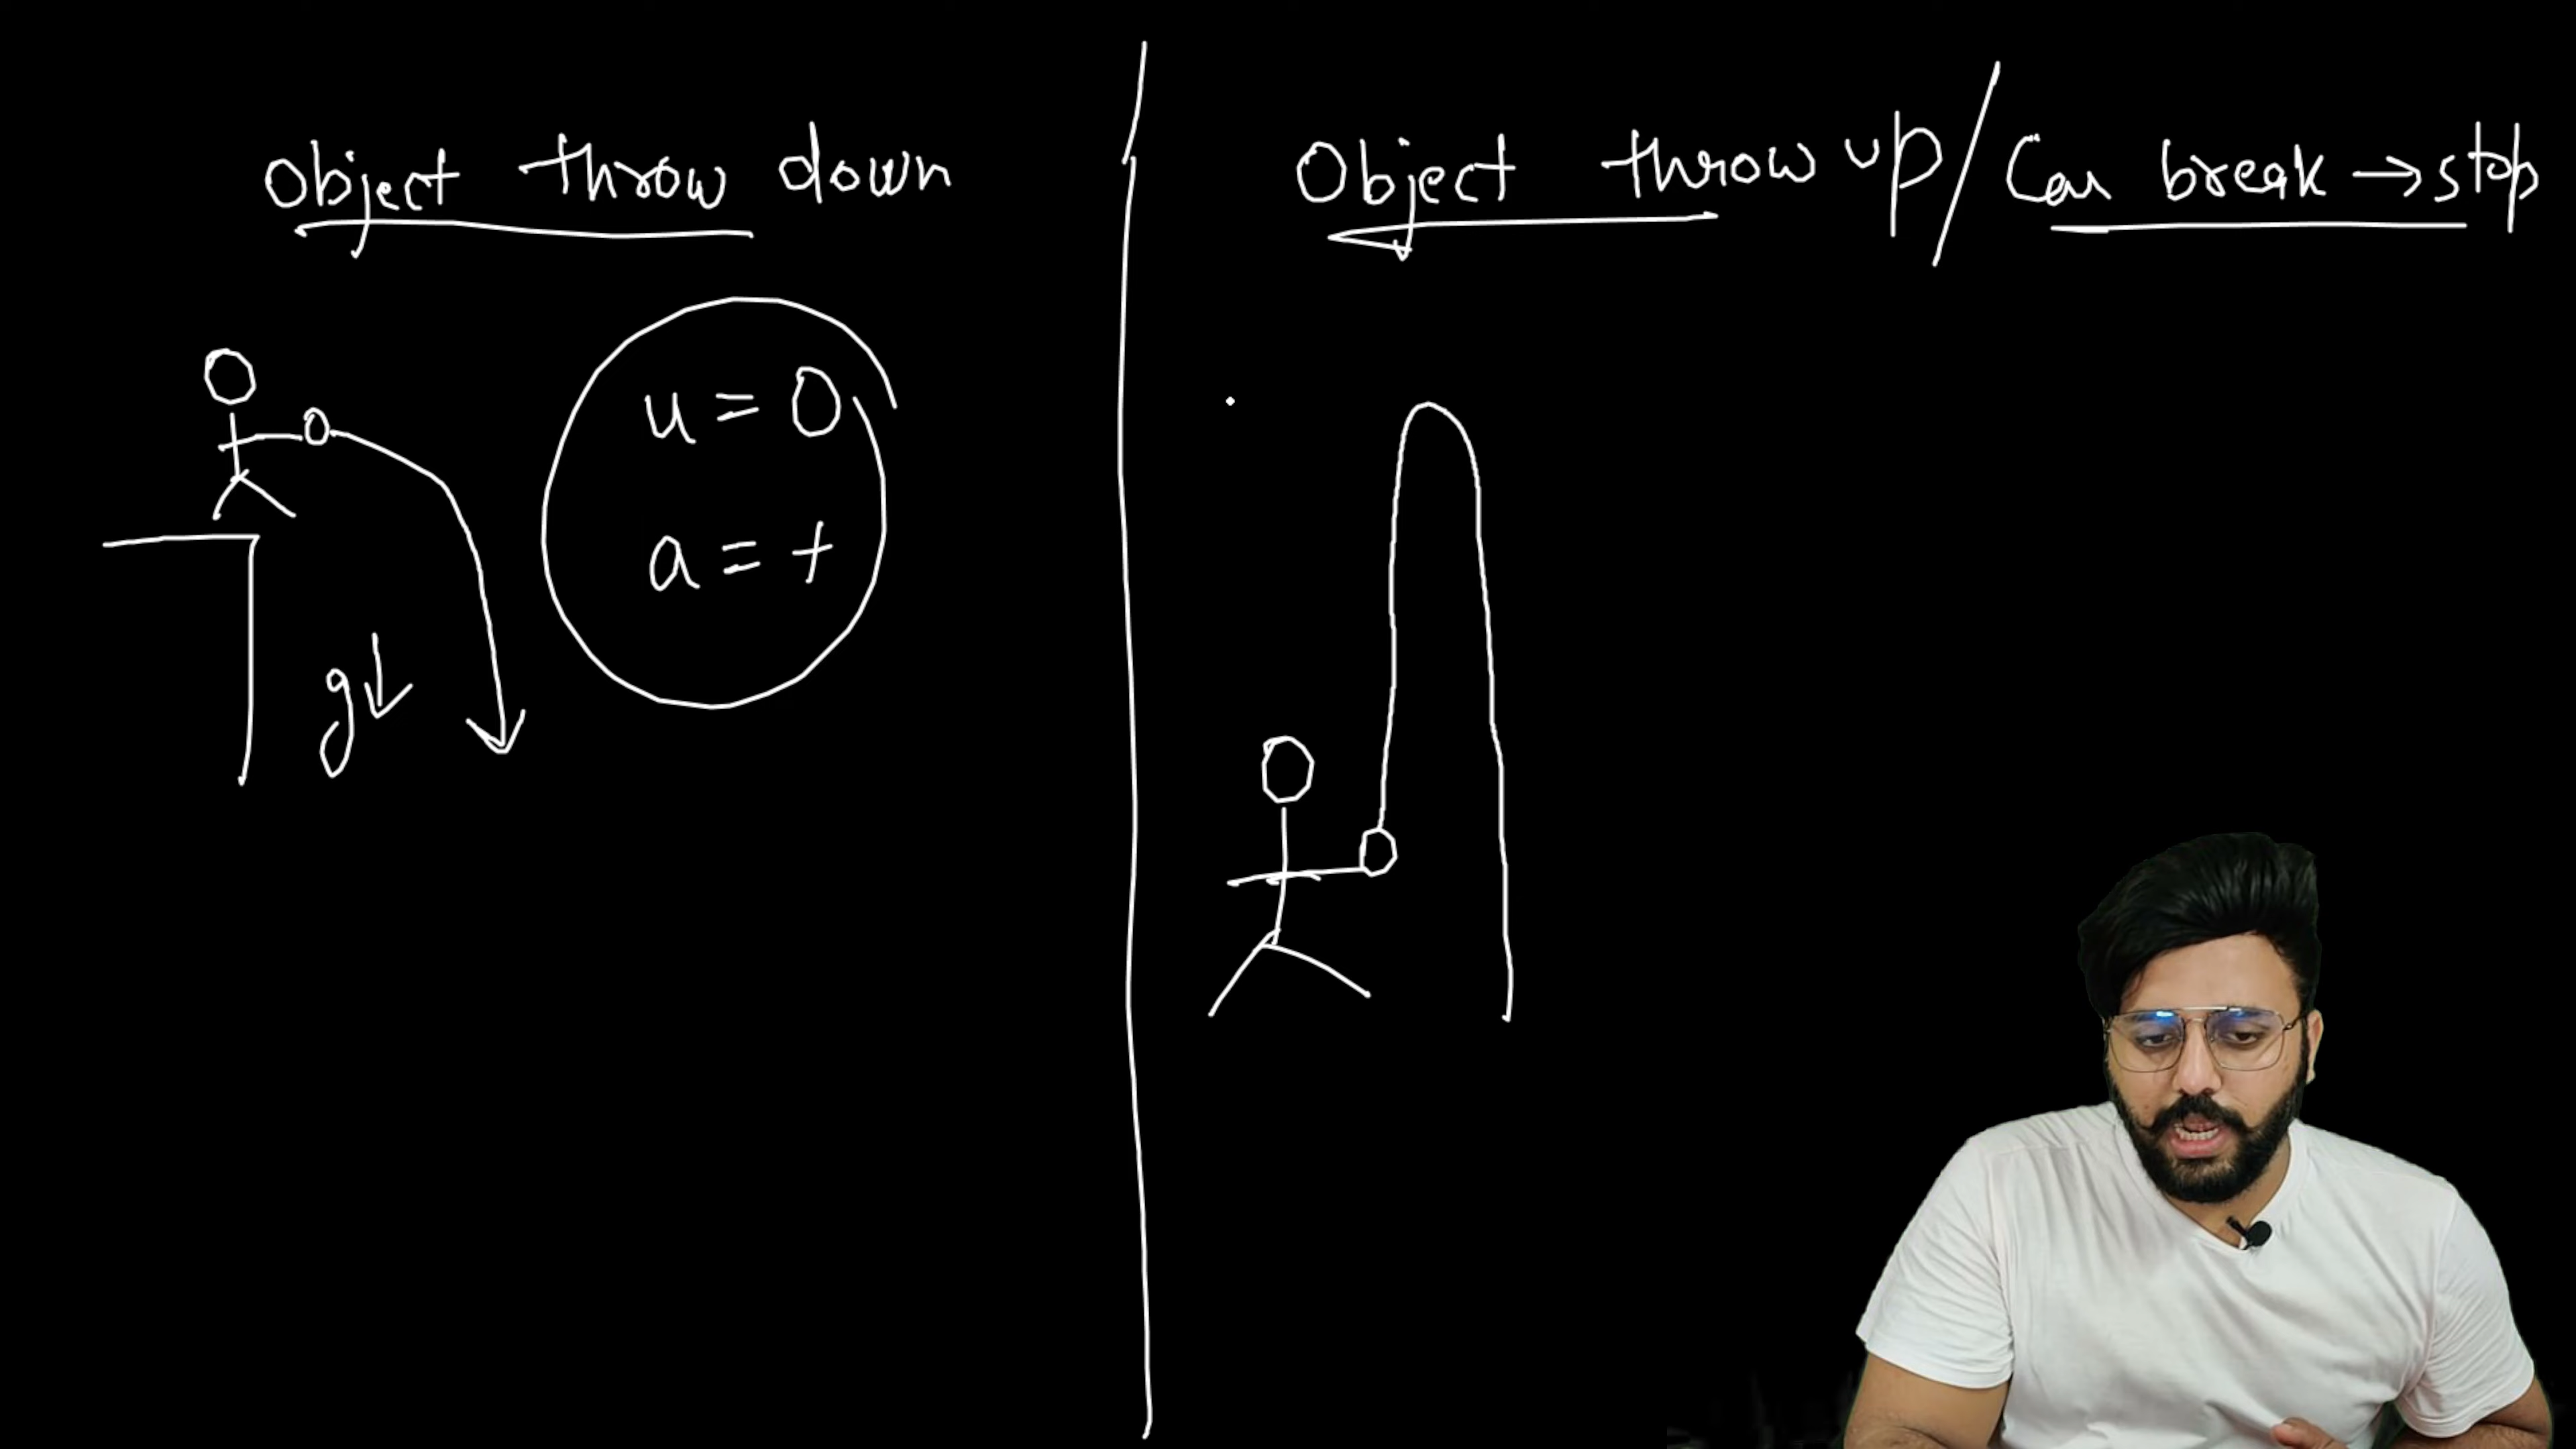 Object throw down
u = 0
a = +
g↓
Object throw up / Car break → stop